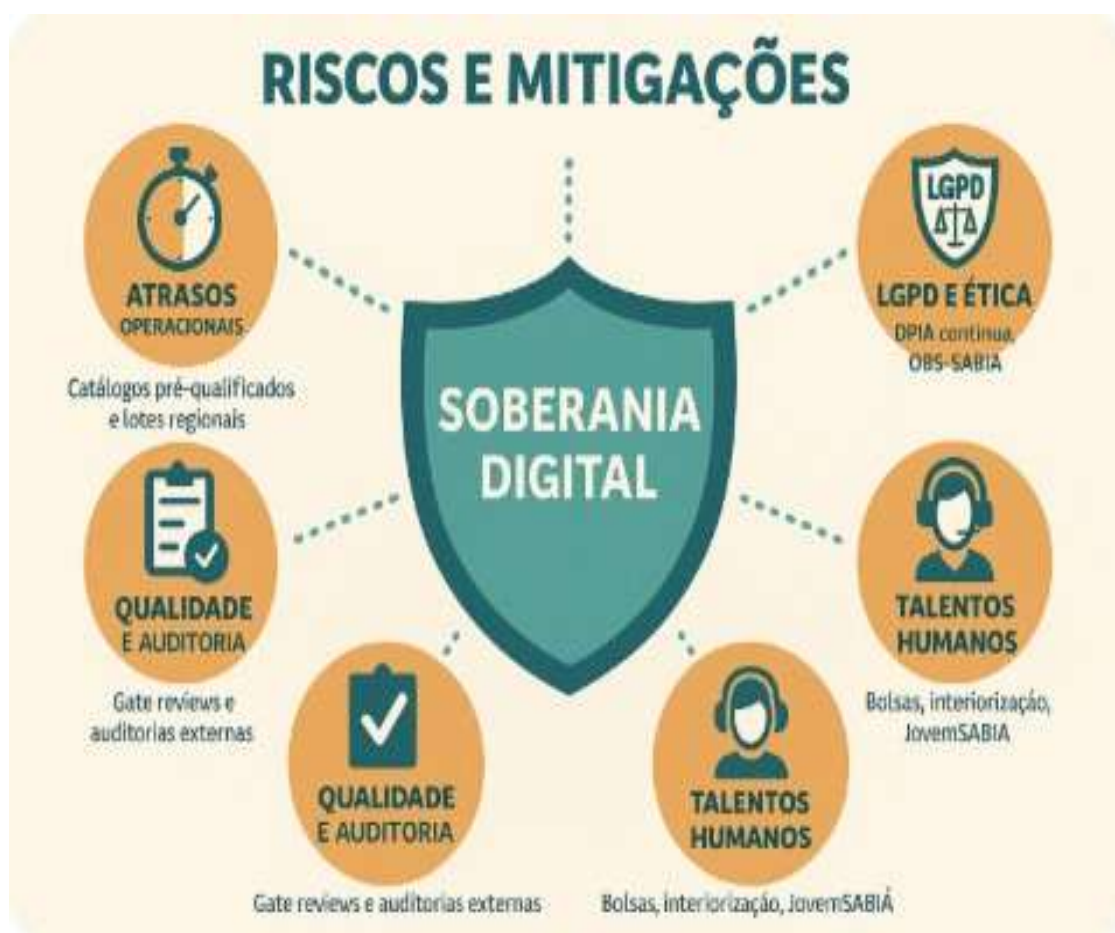 RISCOS E MITIGAÇÕES
ATRASOS
OPERACIONAIS
Catálogos pré-qualificados
e lotes regionais
QUALIDADE
E AUDITORIA
Gate reviews e
auditorias externas
QUALIDADE
E AUDITORIA
Gate reviews e auditorias externas
SOBERANIA
DIGITAL
LGPD
LGPD E ÉTICA
DPIA continua,
OBS-SABIA
TALENTOS
HUMANOS
Bolsas, interiorização,
JovemSABIA
TALENTOS
HUMANOS
Bolsas, interiorização, JovemSABIÁ